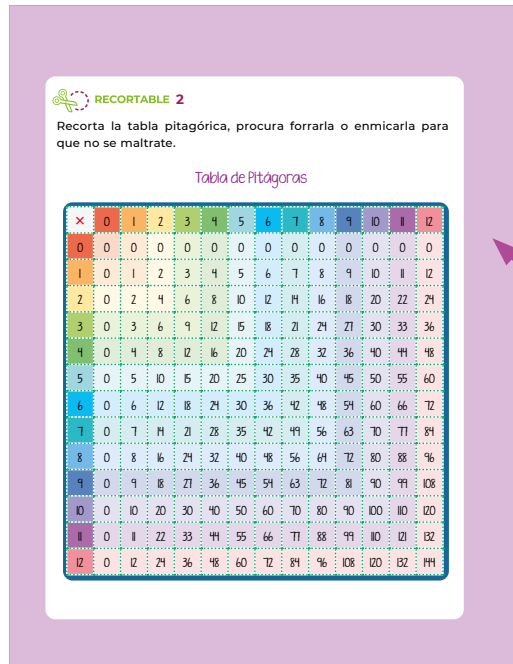 RECORTABLE 2
Recorta la tabla pitagórica, procura forrarla o enmicarla para
que no se maltrate.
Tabla de Pitágoras
× 0 1 2 3 4 5 6 7 8 9 10 11 12
0 0 0 0 0 0 0 0 0 0 0 0 0 0
1 0 1 2 3 4 5 6 7 8 9 10 11 12
2 0 2 4 6 8 10 12 14 16 18 20 22 24
3 0 3 6 9 12 15 18 21 24 27 30 33 36
4 0 4 8 12 16 20 24 28 32 36 40 44 48
5 0 5 10 15 20 25 30 35 40 45 50 55 60
6 0 6 12 18 24 30 36 42 48 54 60 66 72
7 0 7 14 21 28 35 42 49 56 63 70 77 84
8 0 8 16 24 32 40 48 56 64 72 80 88 96
9 0 9 18 27 36 45 54 63 72 81 90 99 108
10 0 10 20 30 40 50 60 70 80 90 100 110 120
11 0 11 22 33 44 55 66 77 88 99 110 121 132
12 0 12 24 36 48 60 72 84 96 108 120 132 144